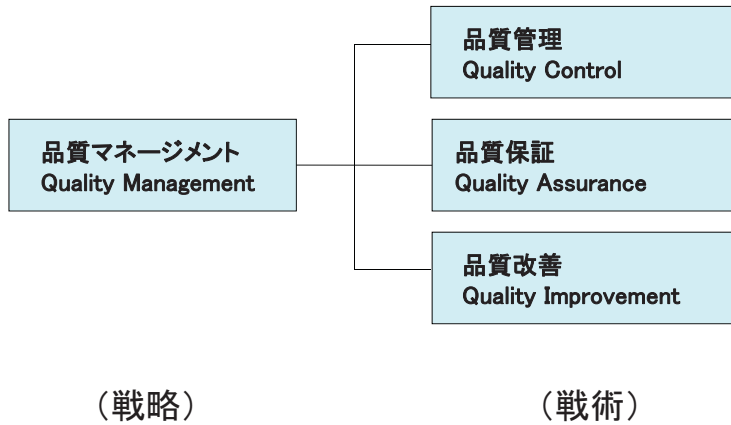 品質管理
Quality Control
品質マネージメント
Quality Management
品質保証
Quality Assurance
品質改善
Quality Improvement
（戦略）
（戦術）